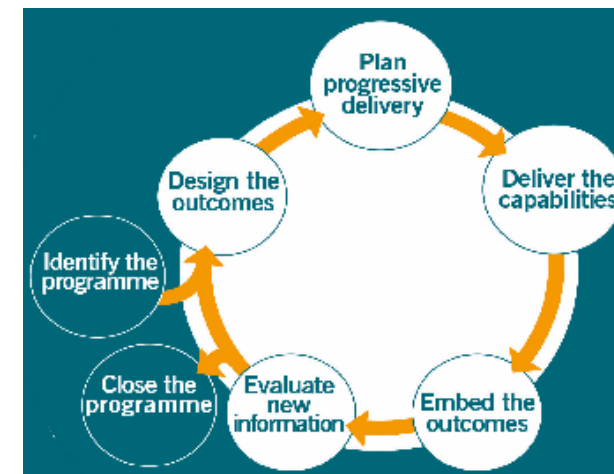 Plan
progressive
delivery
Design the
outcomes
Deliver the
capabilities
Identify the
programme
Close the
programme
Evaluate
new
information
Embed the
outcomes